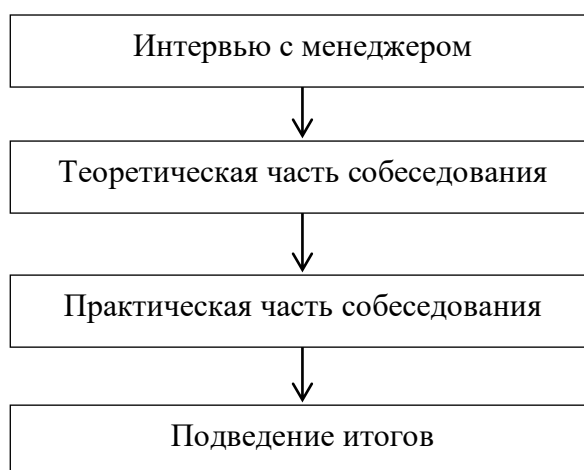 Интервью с менеджером
Теоретическая часть собеседования
Практическая часть собеседования
Подведение итогов